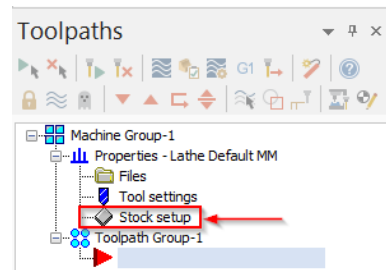 Toolpaths
G1
Machine Group-1
Properties - Lathe Default MM
Files
Tool settings
Stock setup
Toolpath Group-1